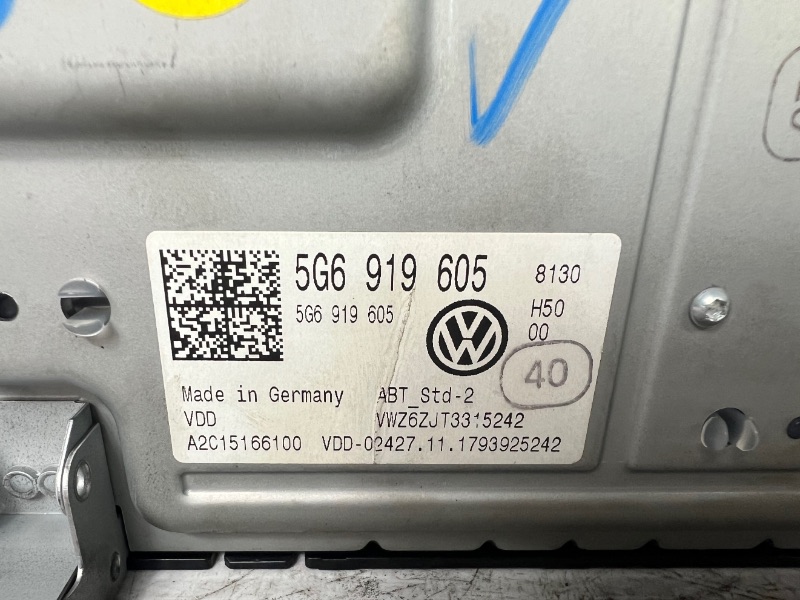 5G6 919 605 8130
5G6 919 605 H50
00
40
Made in Germany ABT_Std-2
VDD VWZ6ZJT3315242
A2C15166100 VDD-02427.11.1793925242